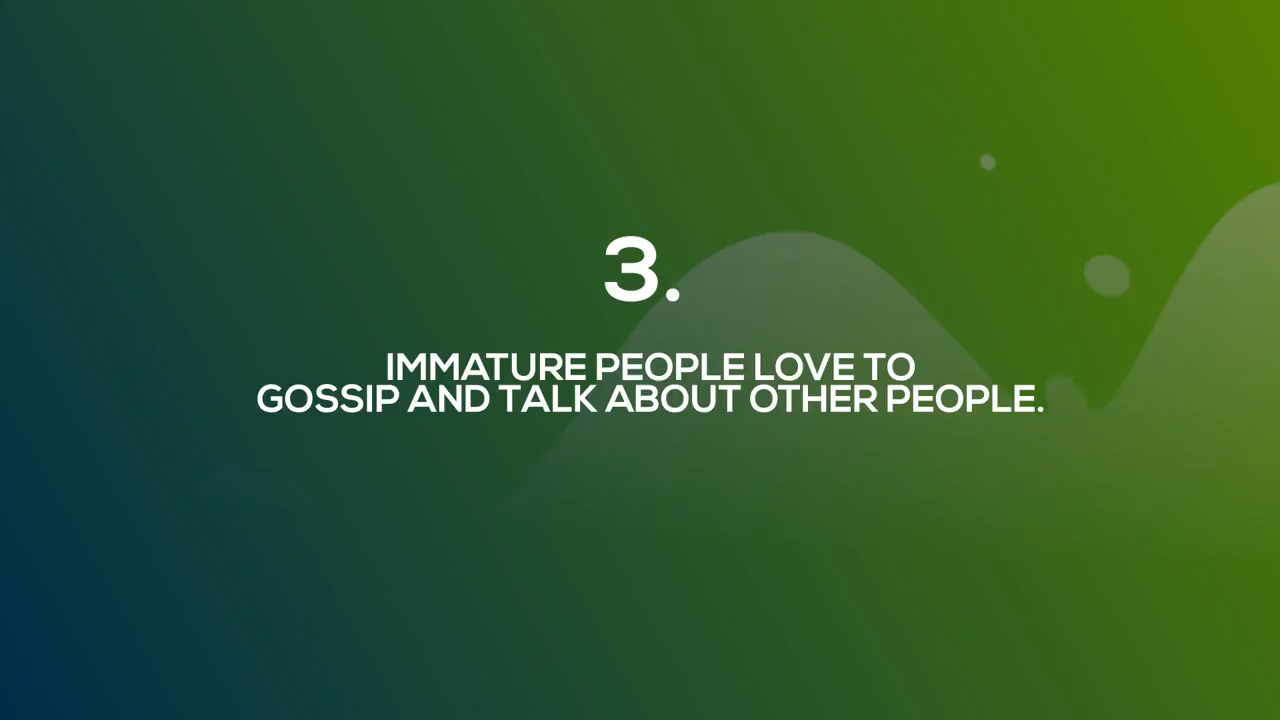 3.
IMMATURE PEOPLE LOVE TO
GOSSIP AND TALK ABOUT OTHER PEOPLE.